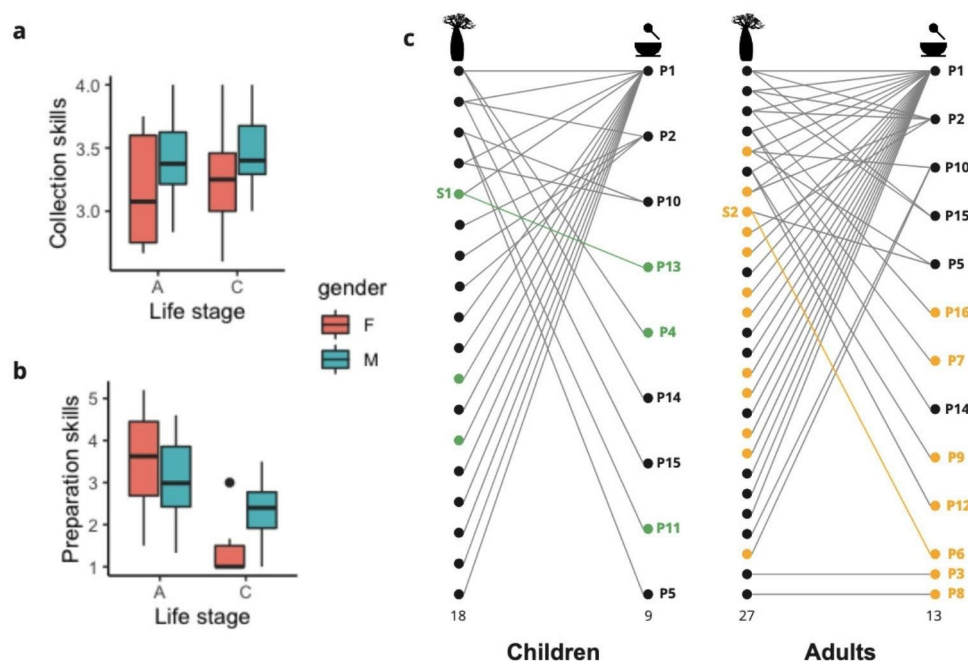 a
Collection skills
4.0
3.5
3.0
A C
Life stage
gender
F
M
b
Preparation skills
5
4
3
2
1
A C
Life stage
c
S1
P1
P2
P10
P13
P4
P14
P15
P11
P5
18 9
Children
S2
P1
P2
P10
P15
P5
P16
P7
P14
P9
P12
P6
P3
P8
27 13
Adults